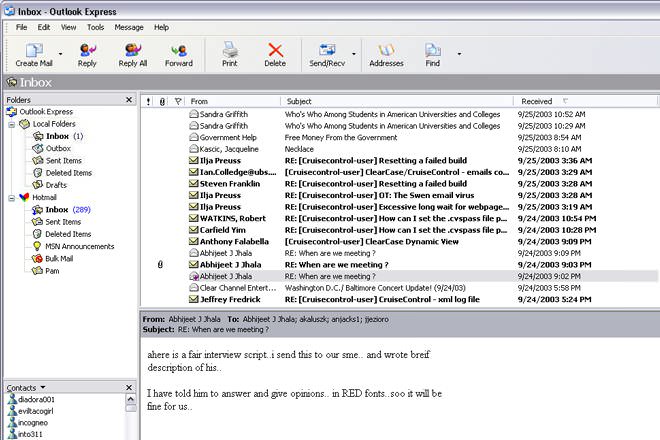 Inbox - Outlook Express
File Edit View Tools Message Help
Create Mail Reply Reply All Forward Print Delete Send/Recv Addresses Find
Inbox
Folders
Outlook Express
Local Folders
Inbox (1)
Outbox
Sent Items
Deleted Items
Drafts
Hotmail
Inbox (289)
Sent Items
Deleted Items
MSN Announcements
Bulk Mail
Pam
Contacts
diadora001
eviltacogirl
incogneo
into311
! From Subject Received
Sandra Griffith Who's Who Among Students in American Universities and Colleges 9/25/2003 10:52 AM
Sandra Griffith Who's Who Among Students in American Universities and Colleges 9/25/2003 10:29 AM
Government Help Free Money From the Government 9/25/2003 8:54 AM
Kascic, Jacqueline Necklace 9/25/2003 8:10 AM
Ilja Preuss RE: [Cruisecontrol-user] Resetting a failed build 9/25/2003 3:36 AM
Ian.Colledge@ubs.... [Cruisecontrol-user] ClearCase/CruiseControl - emails co... 9/25/2003 3:29 AM
Steven Franklin RE: [Cruisecontrol-user] Resetting a failed build 9/25/2003 3:28 AM
Ilja Preuss RE: [Cruisecontrol-user] OT: The Swen email virus 9/25/2003 3:28 AM
Ilja Preuss RE: [Cruisecontrol-user] Excessive long wait for webpage... 9/25/2003 3:29 AM
WATKINS, Robert RE: [Cruisecontrol-user] How can I set the .cvspass file p... 9/24/2003 10:54 PM
Carfield Yim RE: [Cruisecontrol-user] How can I set the .cvspass file p... 9/24/2003 10:28 PM
Anthony Falabella [Cruisecontrol-user] ClearCase Dynamic View 9/24/2003 9:09 PM
Abhijeet J Jhala RE: When are we meeting ? 9/24/2003 9:09 PM
Abhijeet J Jhala RE: When are we meeting ? 9/24/2003 9:03 PM
Abhijeet J Jhala RE: When are we meeting ? 9/24/2003 9:02 PM
Clear Channel Entert... Washington D.C./ Baltimore Concert Update! (9/24/03) 9/24/2003 5:58 PM
Jeffrey Fredrick RE: [Cruisecontrol-user] CruiseControl - xml log file 9/24/2003 5:24 PM
From: Abhijeet J Jhala To: Abhijeet J Jhala; akaluszk; anjacks1; jjezioro
Subject: RE: When are we meeting ?
ahere is a fair interview script..i send this to our sme.. and wrote breif
description of his..
I have told him to answer and give opinions.. in RED fonts..soo it will be
fine for us..